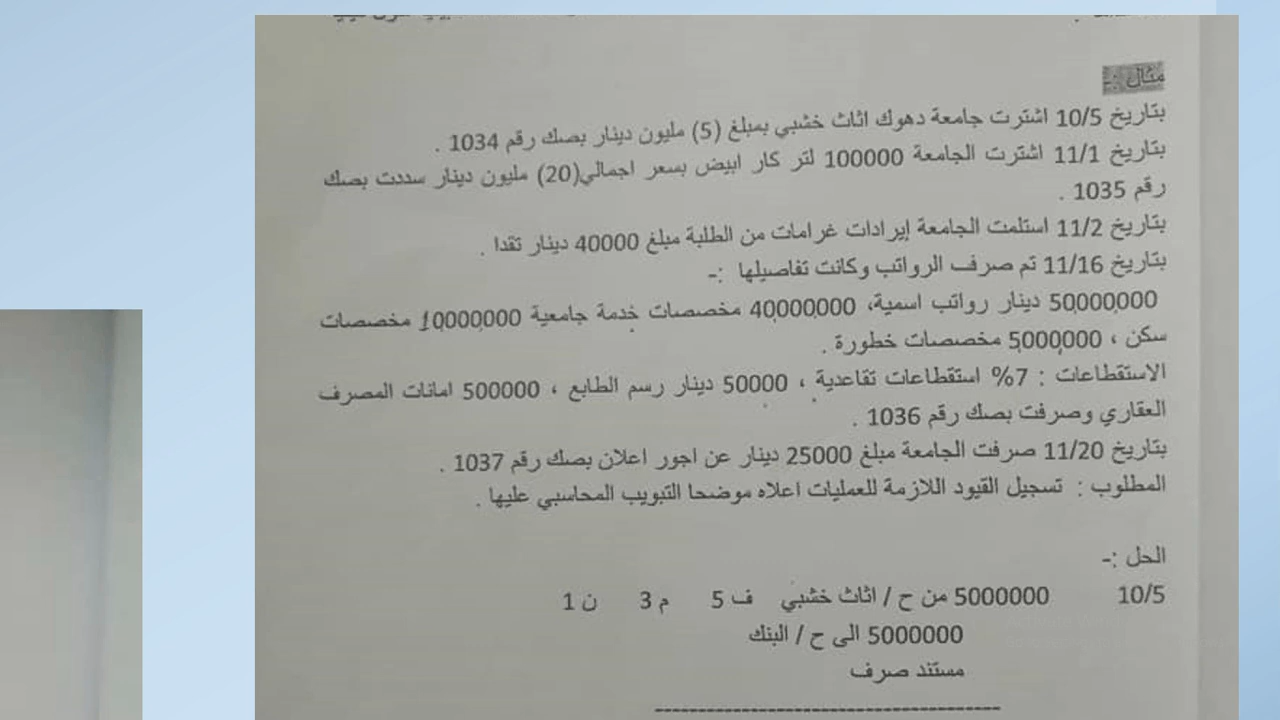 مثال :-
بتاريخ 10/5 اشترت جامعة دهوك اثاث خشبي بمبلغ (5) مليون دينار بصك رقم 1034 .
بتاريخ 11/1 اشترت الجامعة 100000 لتر كار ابيض بسعر اجمالي(20) مليون دينار سددت بصك
رقم 1035 .
بتاريخ 11/2 استلمت الجامعة إيرادات غرامات من الطلبة مبلغ 40000 دينار نقدا .
بتاريخ 11/16 تم صرف الرواتب وكانت تفاصيلها :-
50000000 دينار رواتب اسمية، 40000000 مخصصات خدمة جامعية 10000000 مخصصات
سكن ، 5000000 مخصصات خطورة .
الاستقطاعات : 7% استقطاعات تقاعدية ، 50000 دينار رسم الطابع ، 500000 امانات المصرف
العقاري وصرفت بصك رقم 1036 .
بتاريخ 11/20 صرفت الجامعة مبلغ 25000 دينار عن اجور اعلان بصك رقم 1037 .
المطلوب : تسجيل القيود اللازمة للعمليات اعلاه موضحا التبويب المحاسبي عليها .
الحل :-
10/5 5000000 من ح / اثاث خشبي ف 5 م 3 ن 1
5000000 الى ح / البنك
مستند صرف